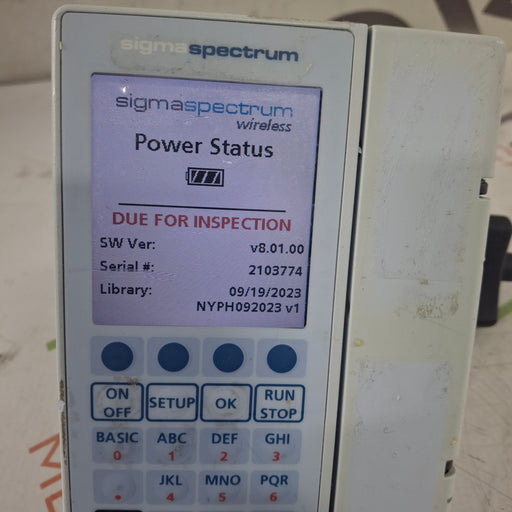 sigmaspectrum
sigmaspectrum
wireless
Power Status
DUE FOR INSPECTION
SW Ver: v8.01.00
Serial #: 2103774
Library: 09/19/2023
NYPH092023 v1
ON OFF
SETUP
OK
RUN STOP
BASIC 0
ABC 1
DEF 2
GHI 3
.
JKL 4
MNO 5
PQR 6